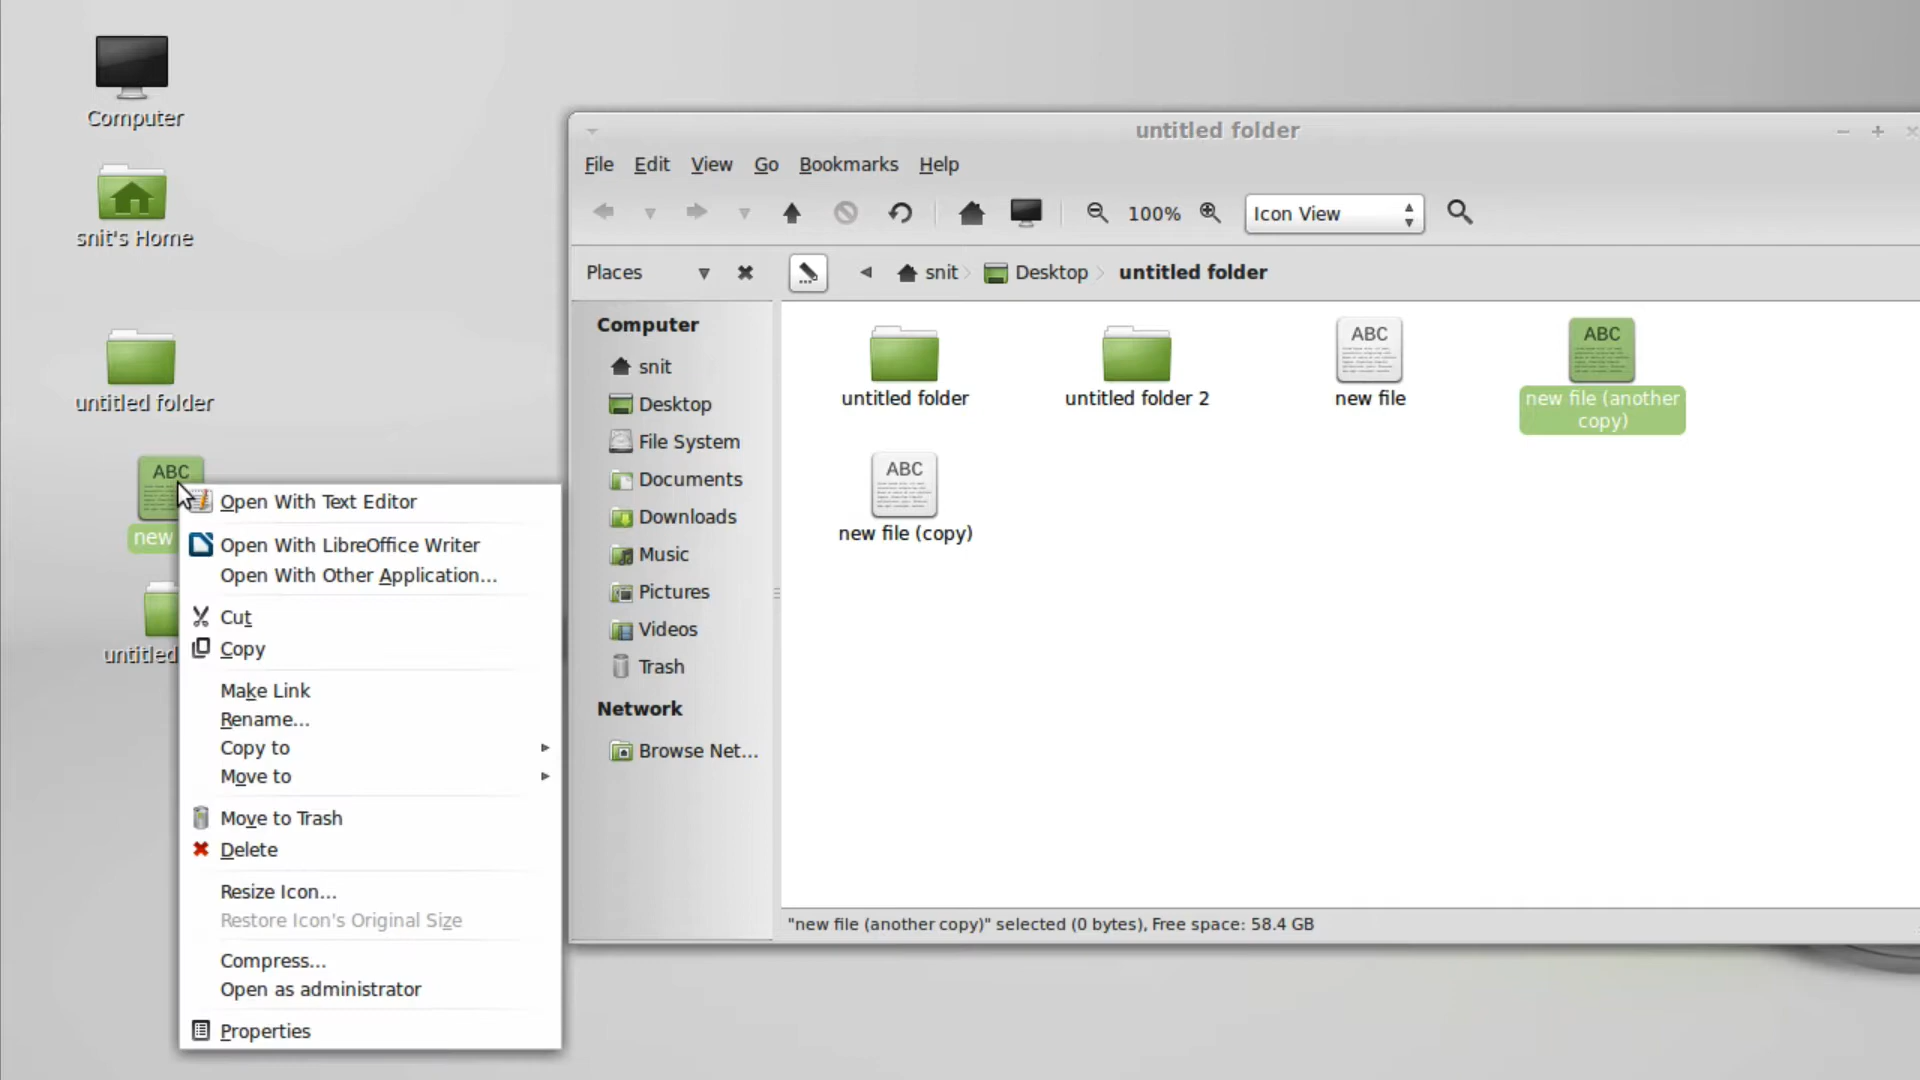 Computer
snit's Home
untitled folder
ABC
new
untitled
Open With Text Editor
Open With LibreOffice Writer
Open With Other Application...
Cut
Copy
Make Link
Rename...
Copy to
Move to
Move to Trash
Delete
Resize Icon...
Restore Icon's Original Size
Compress...
Open as administrator
Properties
untitled folder
File Edit View Go Bookmarks Help
100% Icon View
Places
snit Desktop untitled folder
Computer
snit
Desktop
File System
Documents
Downloads
Music
Pictures
Videos
Trash
Network
Browse Net...
ABC ABC
untitled folder untitled folder 2 new file new file (another
copy)
ABC
new file (copy)
"new file (another copy)" selected (0 bytes), Free space: 58.4 GB